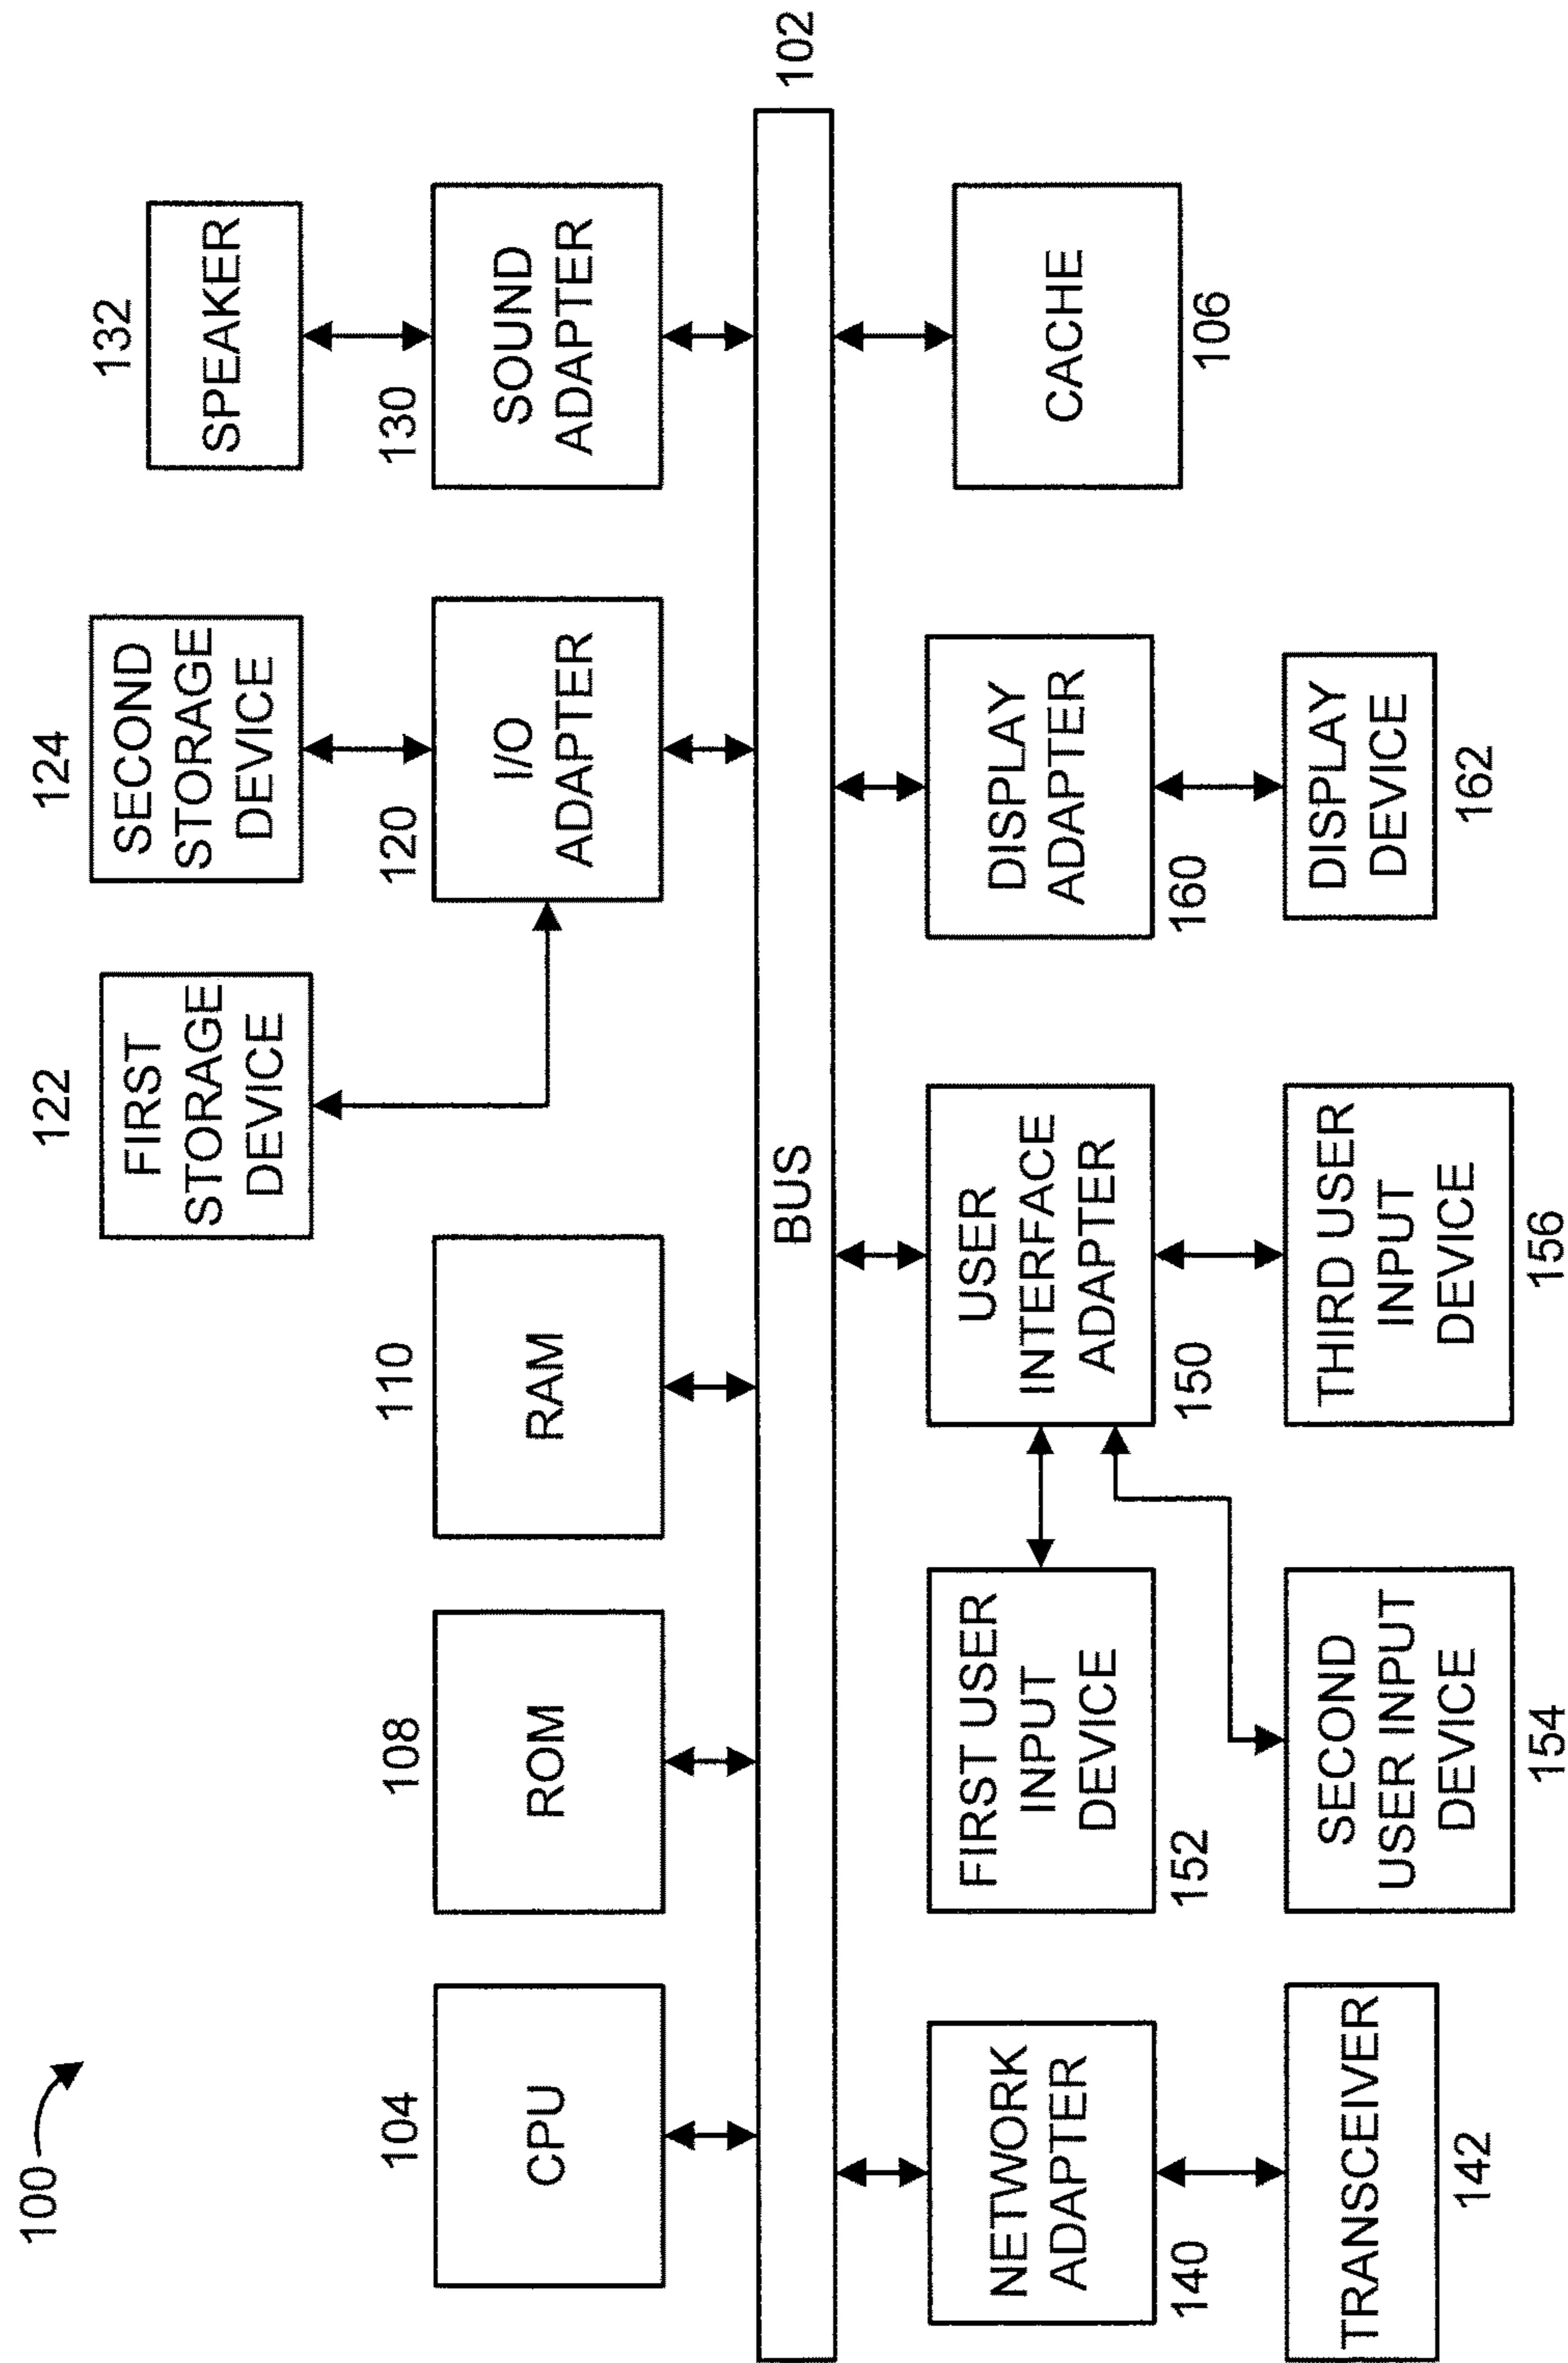 100
122
FIRST
STORAGE
DEVICE
124
SECOND
STORAGE
DEVICE
132
SPEAKER
104
CPU
108
ROM
110
RAM
120
I/O
ADAPTER
130
SOUND
ADAPTER
BUS
102
NETWORK
ADAPTER
140
FIRST USER
INPUT
DEVICE
152
USER
INTERFACE
ADAPTER
150
DISPLAY
ADAPTER
160
CACHE
106
TRANSCEIVER
142
SECOND
USER INPUT
DEVICE
154
THIRD USER
INPUT
DEVICE
156
DISPLAY
DEVICE
162